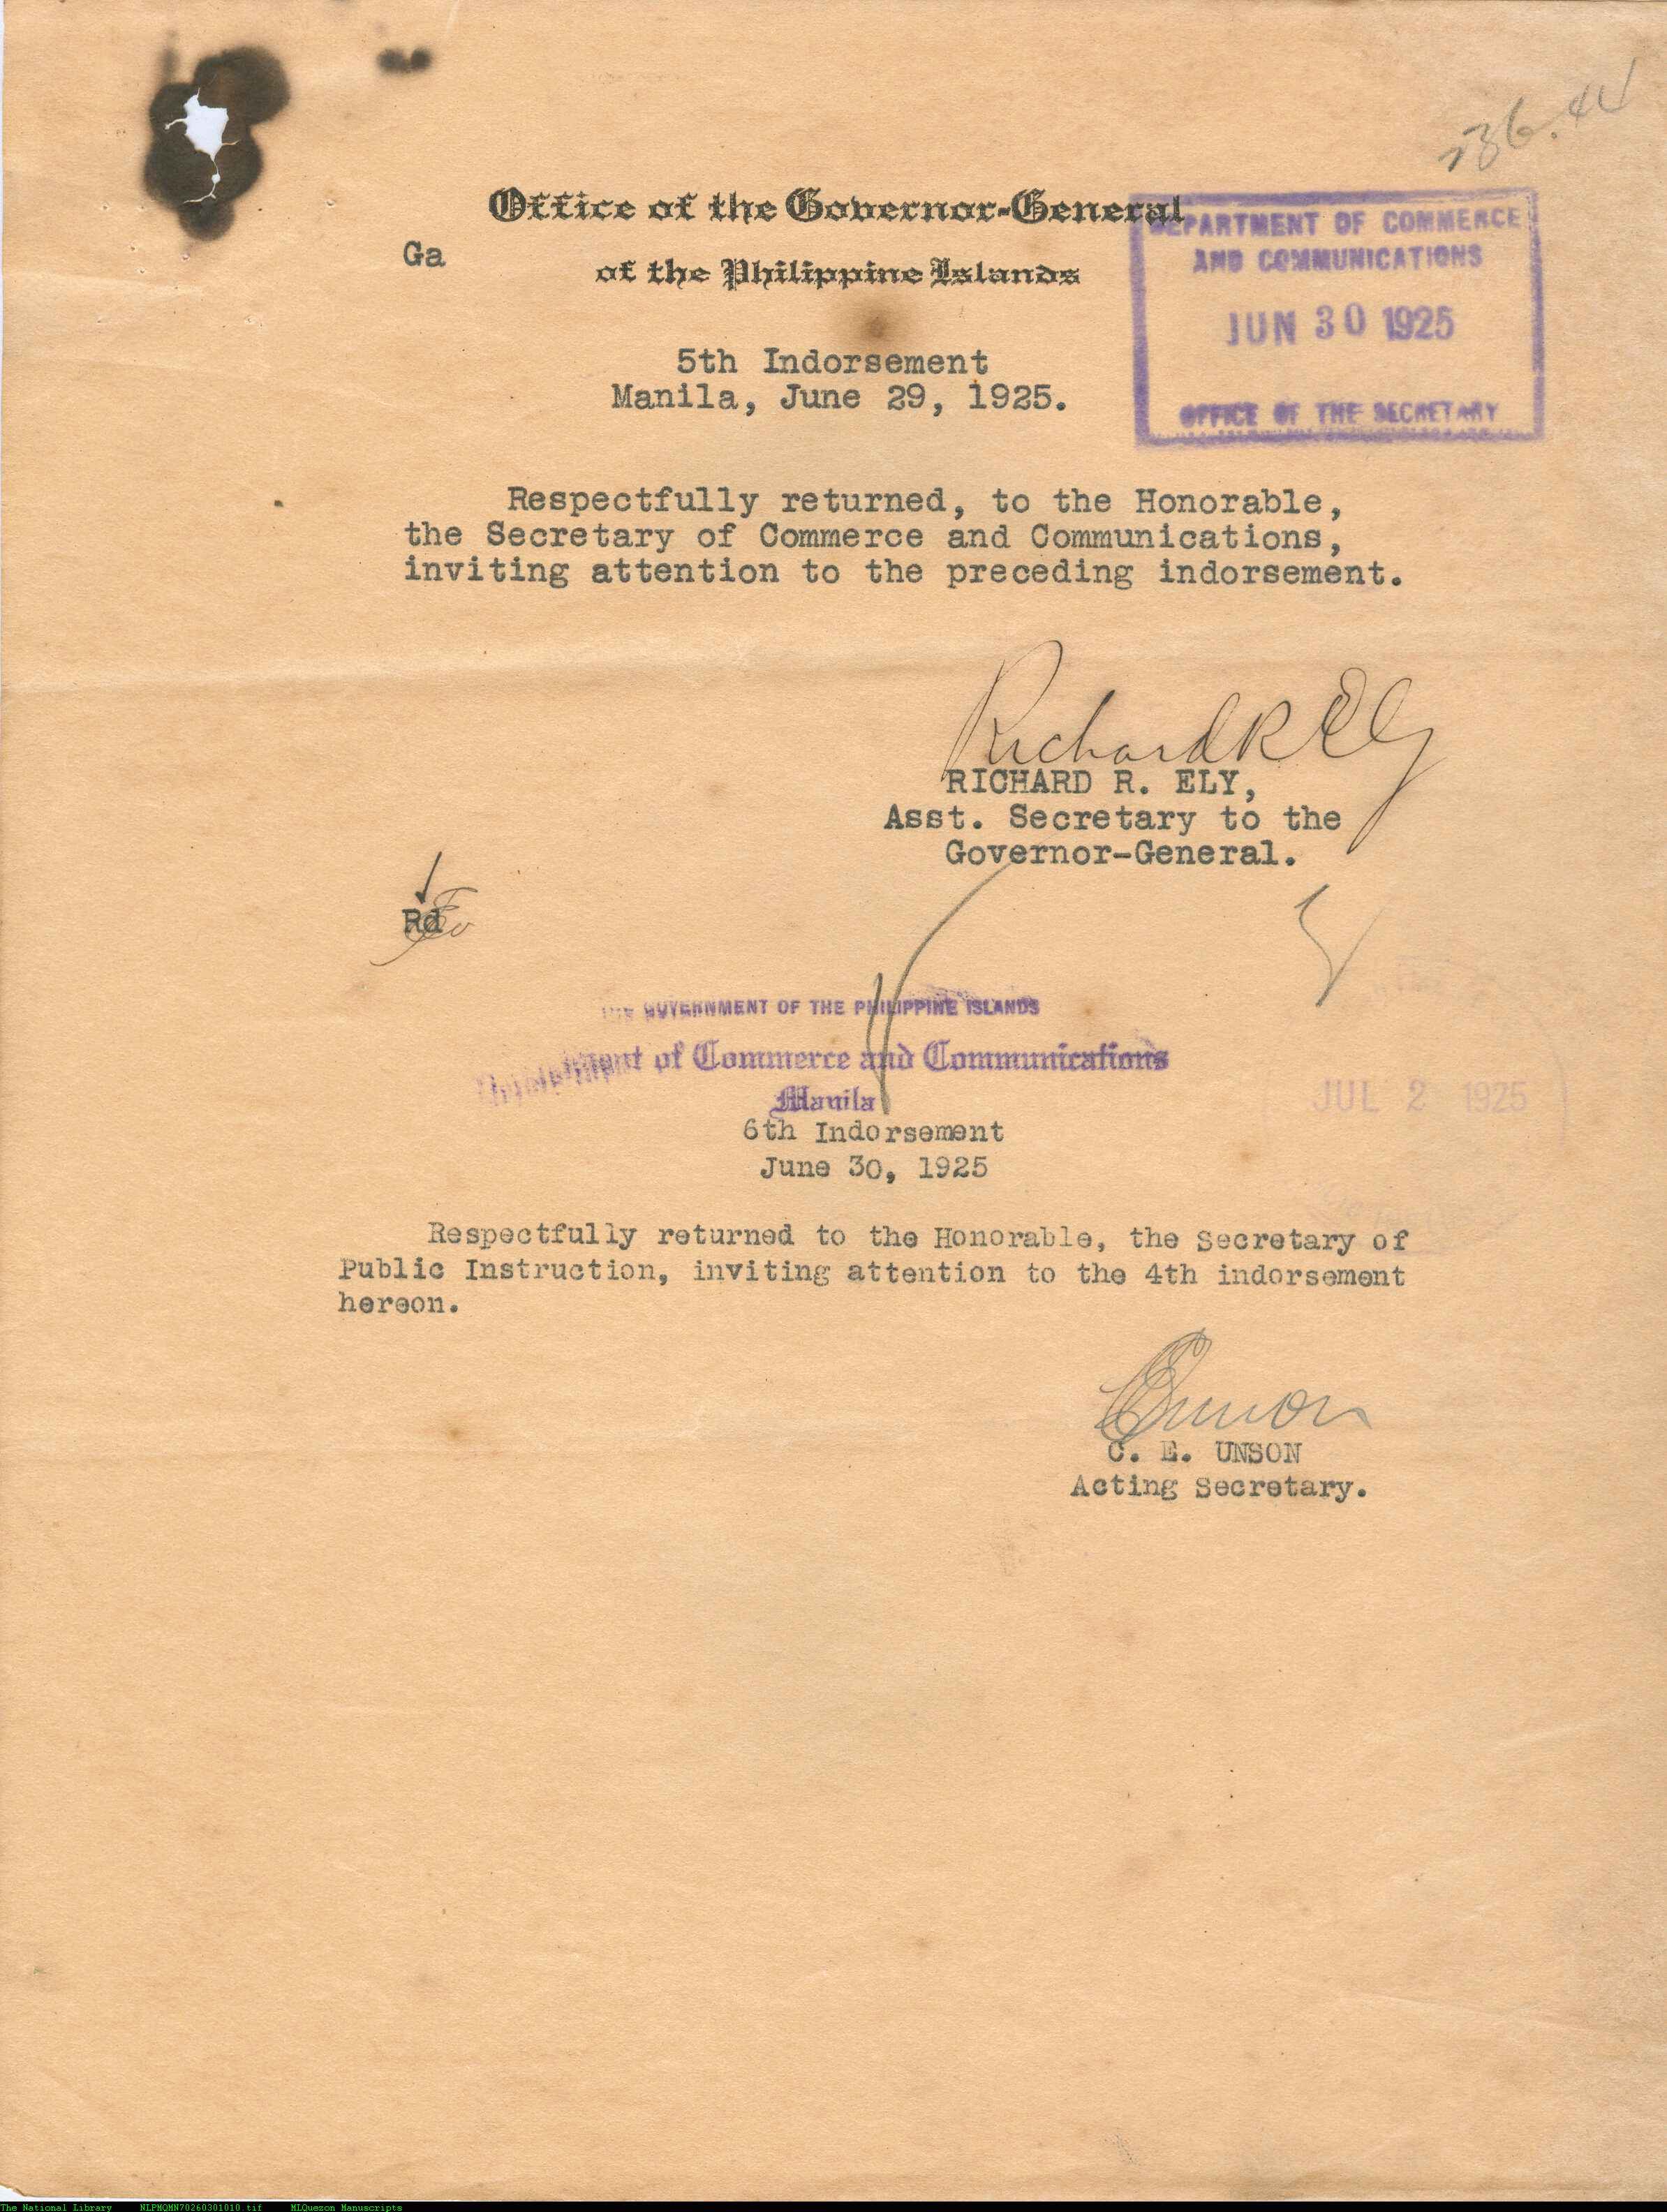 Office of the Governor-General
Ga
of the Philippine Islands
DEPARTMENT OF COMMERCE
AND COMMUNICATIONS
JUN 30 1925
OFFICE OF THE SECRETARY
5th Indorsement
Manila, June 29, 1925.
Respectfully returned, to the Honorable,
the Secretary of Commerce and Communications,
inviting attention to the preceding indorsement.
Richard R Ely
RICHARD R. ELY,
Asst. Secretary to the
Governor-General.
Rd
THE GOVERNMENT OF THE PHILIPPINE ISLANDS
Department of Commerce and Communications
Manila
JUL 2 1925
6th Indorsement
June 30, 1925
Respectfully returned to the Honorable, the Secretary of
Public Instruction, inviting attention to the 4th indorsement
hereon.
CEUnson
C. E. UNSON
Acting Secretary.
The National Library NLPMQMN70260301010.tif MLQuezon Manuscripts